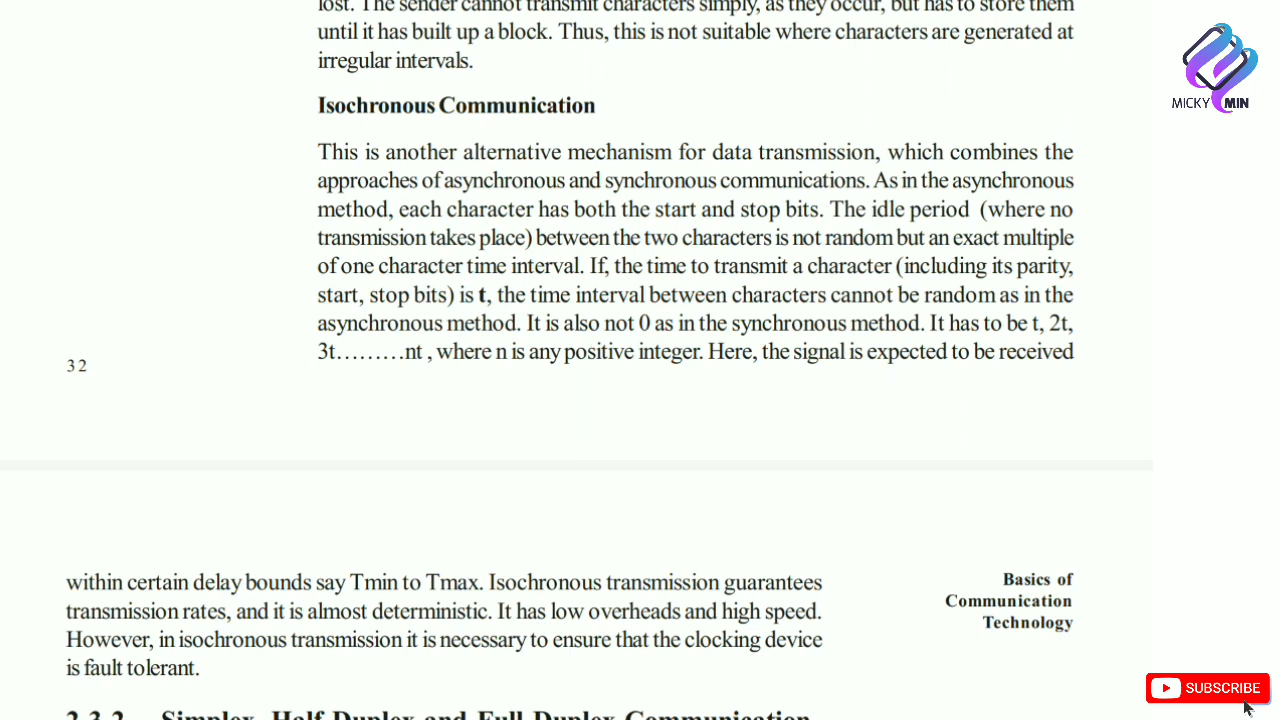 lost. The sender cannot transmit characters simply, as they occur, but has to store them
until it has built up a block. Thus, this is not suitable where characters are generated at
irregular intervals.
Isochronous Communication
This is another alternative mechanism for data transmission, which combines the
approaches of asynchronous and synchronous communications. As in the asynchronous
method, each character has both the start and stop bits. The idle period (where no
transmission takes place) between the two characters is not random but an exact multiple
of one character time interval. If, the time to transmit a character (including its parity,
start, stop bits) is t, the time interval between characters cannot be random as in the
asynchronous method. It is also not 0 as in the synchronous method. It has to be t, 2t,
3t………nt , where n is any positive integer. Here, the signal is expected to be received
32
within certain delay bounds say Tmin to Tmax. Isochronous transmission guarantees
transmission rates, and it is almost deterministic. It has low overheads and high speed.
However, in isochronous transmission it is necessary to ensure that the clocking device
is fault tolerant.
Basics of
Communication
Technology
2.3.2 Simplex, Half Duplex and Full Duplex Communication
MICKY MIN
SUBSCRIBE